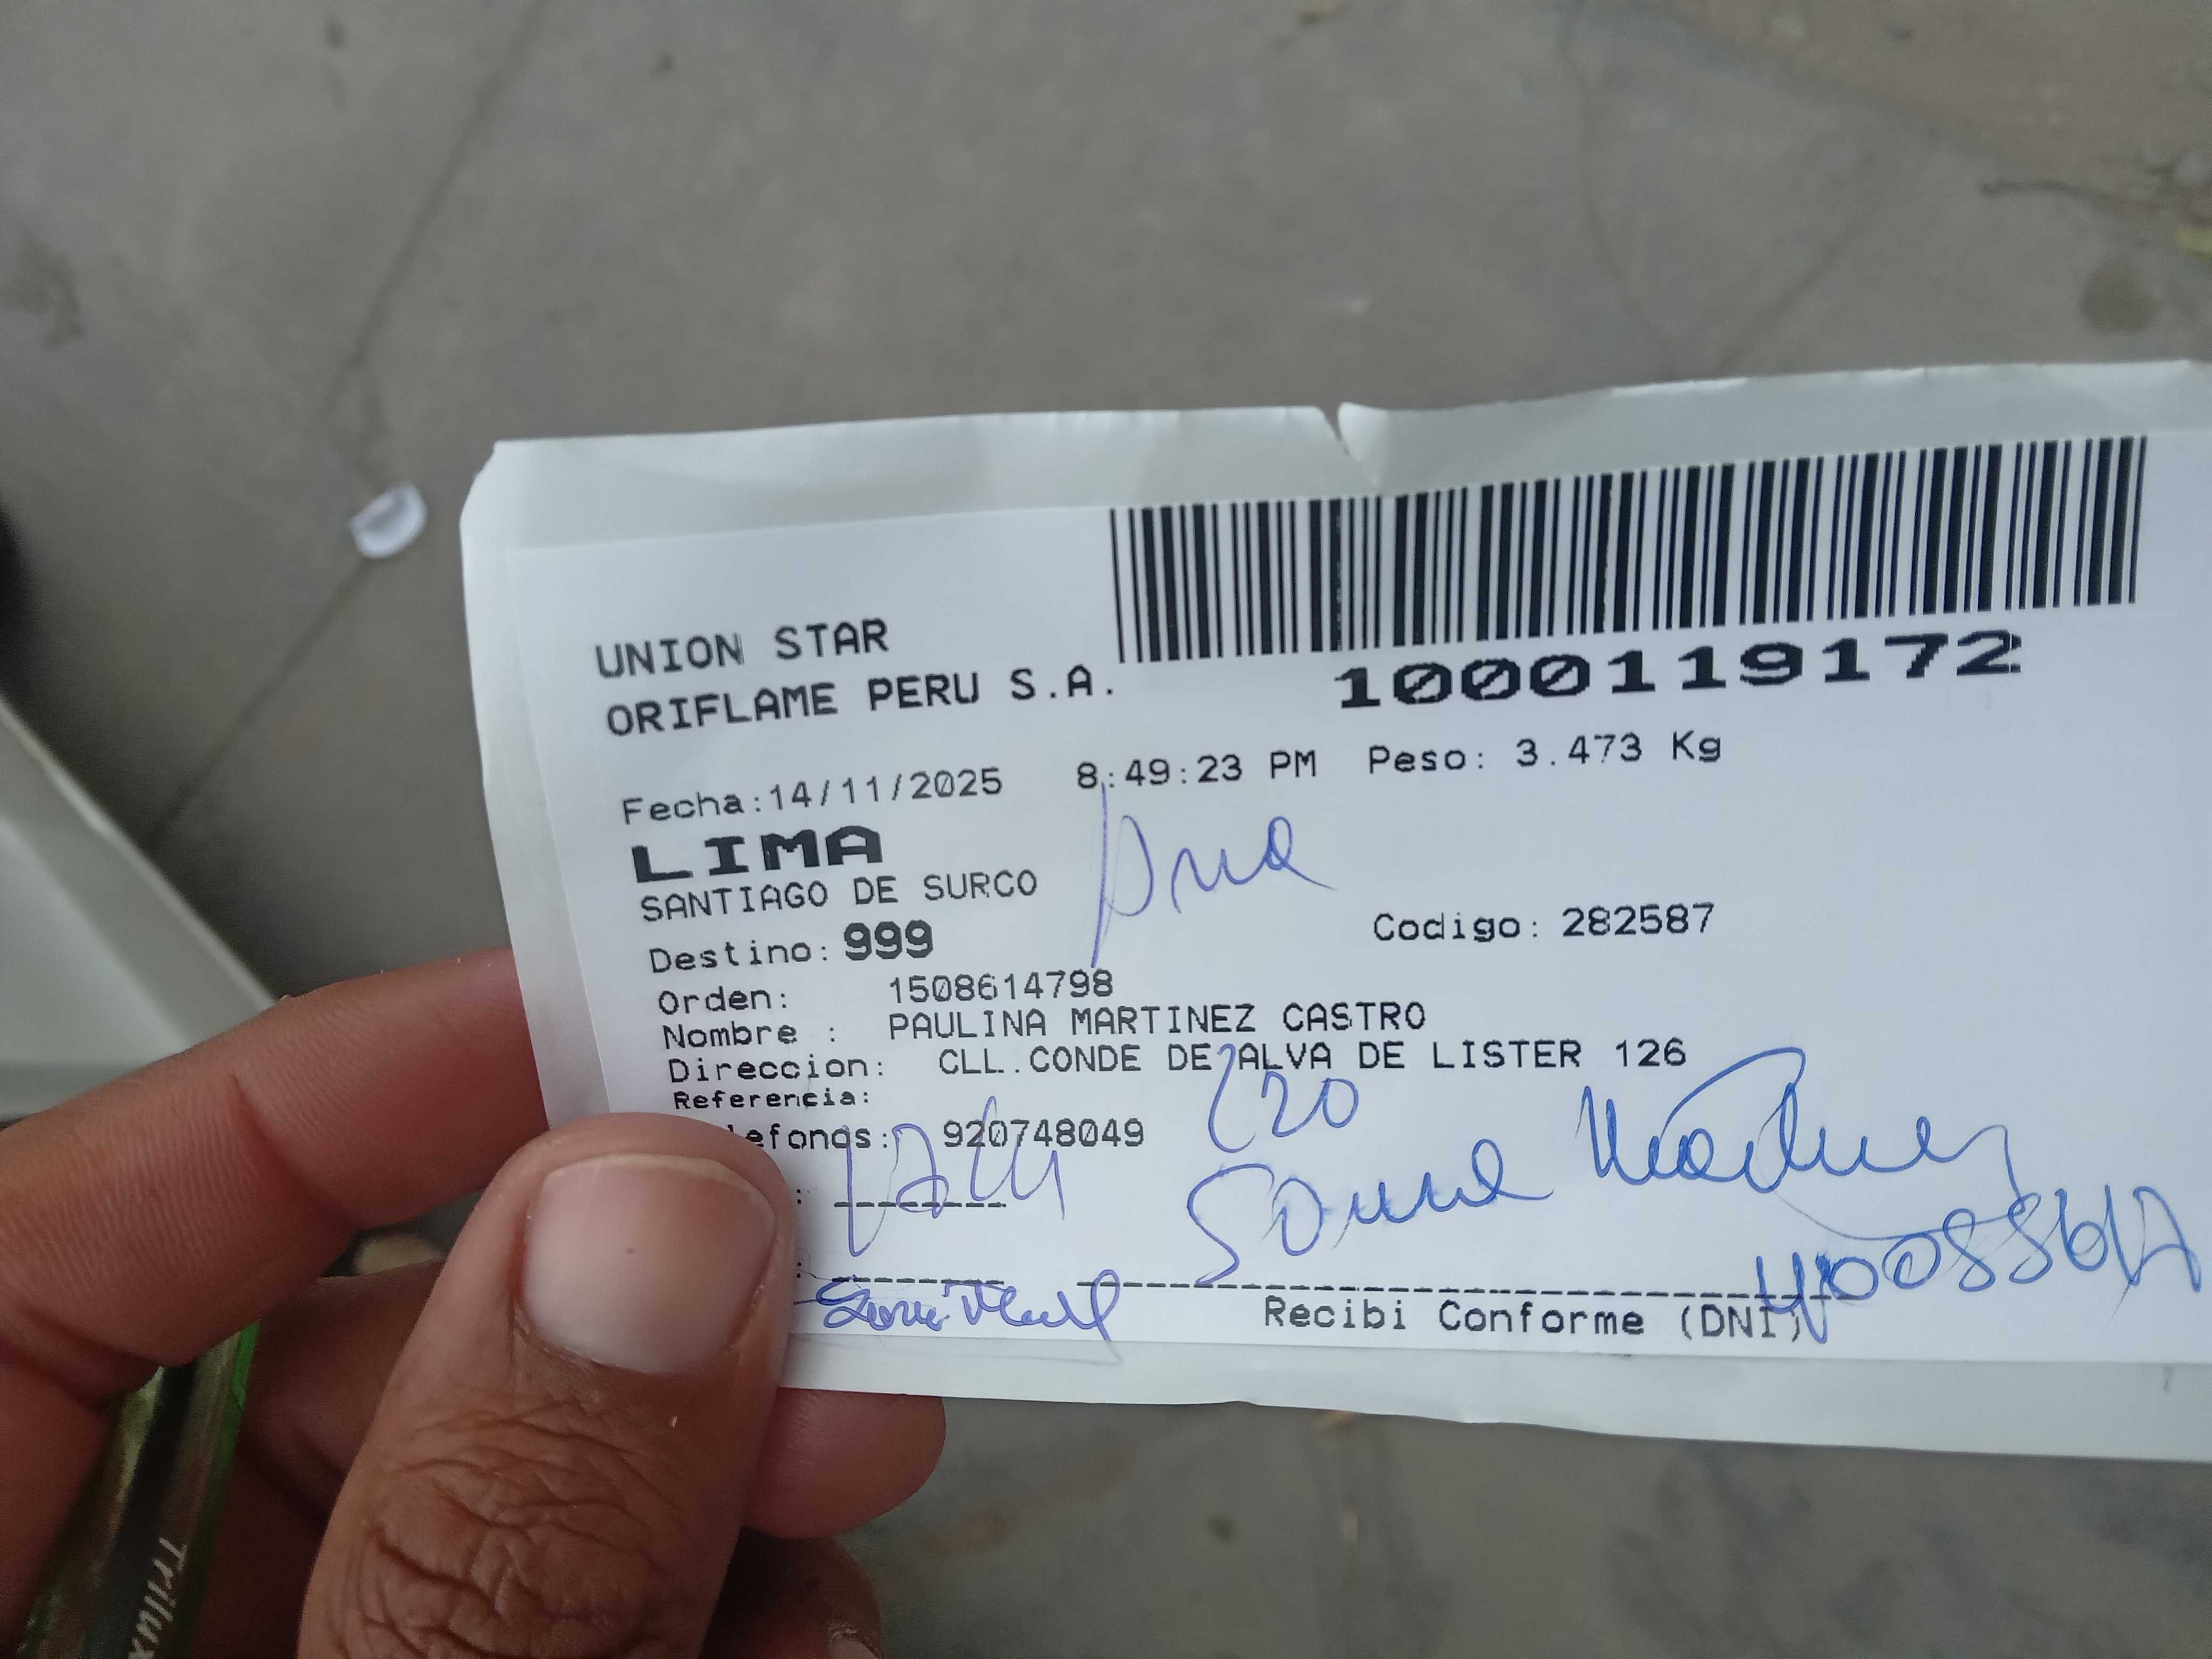 UNION STAR
ORIFLAME PERU S.A.
1000119172
Fecha:14/11/2025 8:49:23 PM Peso: 3.473 Kg
LIMA
SANTIAGO DE SURCO
Destino: 999 Codigo: 282587
Orden: 1508614798
Nombre : PAULINA MARTINEZ CASTRO
Direccion: CLL. CONDE DE ALVA DE LISTER 126
Referencia:
efonos: 920748049
Recibi Conforme (DNI)
Trilux